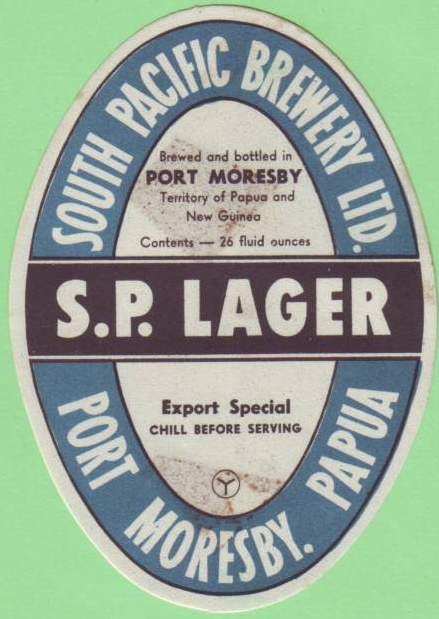 SOUTH PACIFIC BREWERY LTD.
Brewed and bottled in
PORT MORESBY
Territory of Papua and
New Guinea
Contents — 26 fluid ounces
S.P. LAGER
Export Special
CHILL BEFORE SERVING
Y
PORT MORESBY. PAPUA